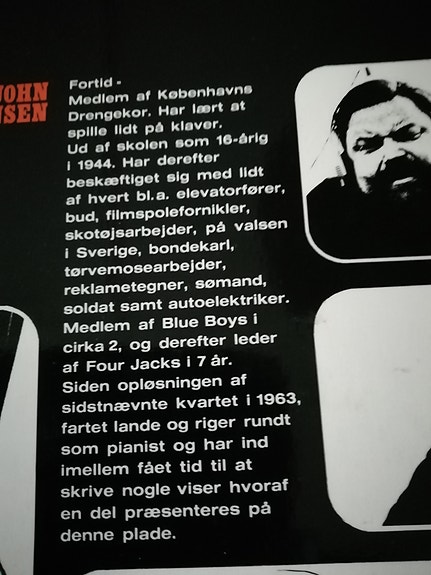 JOHN
NSEN
Fortid -
Medlem af Københavns
Drengekor. Har lært at
spille lidt på klaver.
Ud af skolen som 16-årig
i 1944. Har derefter
beskæftiget sig med lidt
af hvert bl.a. elevatorfører,
bud, filmspolefornikler,
skotøjsarbejder, på valsen
i Sverige, bondekarl,
tørvemosearbejder,
reklametegner, sømand,
soldat samt autoelektriker.
Medlem af Blue Boys i
cirka 2, og derefter leder
af Four Jacks i 7 år.
Siden opløsningen af
sidstnævnte kvartet i 1963,
fartet lande og riger rundt
som pianist og har ind
imellem fået tid til at
skrive nogle viser hvoraf
en del præsenteres på
denne plade.